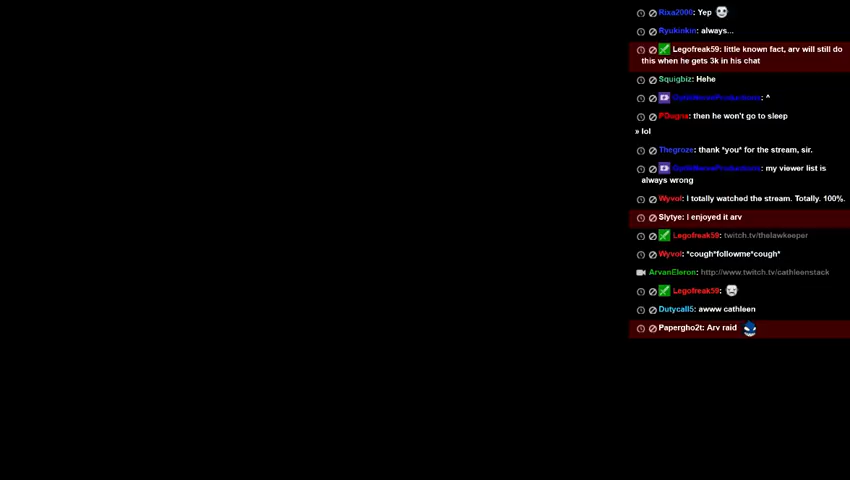 Rixa2000: Yep
Ryukinkin: always...
Legofreak59: little known fact, arv will still do
this when he gets 3k in his chat
Squigbiz: Hehe
: ^
PDugna: then he won't go to sleep
» lol
Thegroze: thank *you* for the stream, sir.
: my viewer list is
always wrong
Wyvol: I totally watched the stream. Totally. 100%.
Slytye: I enjoyed it arv
Legofreak59: twitch.tv/thelawkeeper
Wyvol: *cough*followme*cough*
ArvanEleron: http://www.twitch.tv/cathleenstack
Legofreak59:
Dutycall5: awww cathleen
Papergho2t: Arv raid